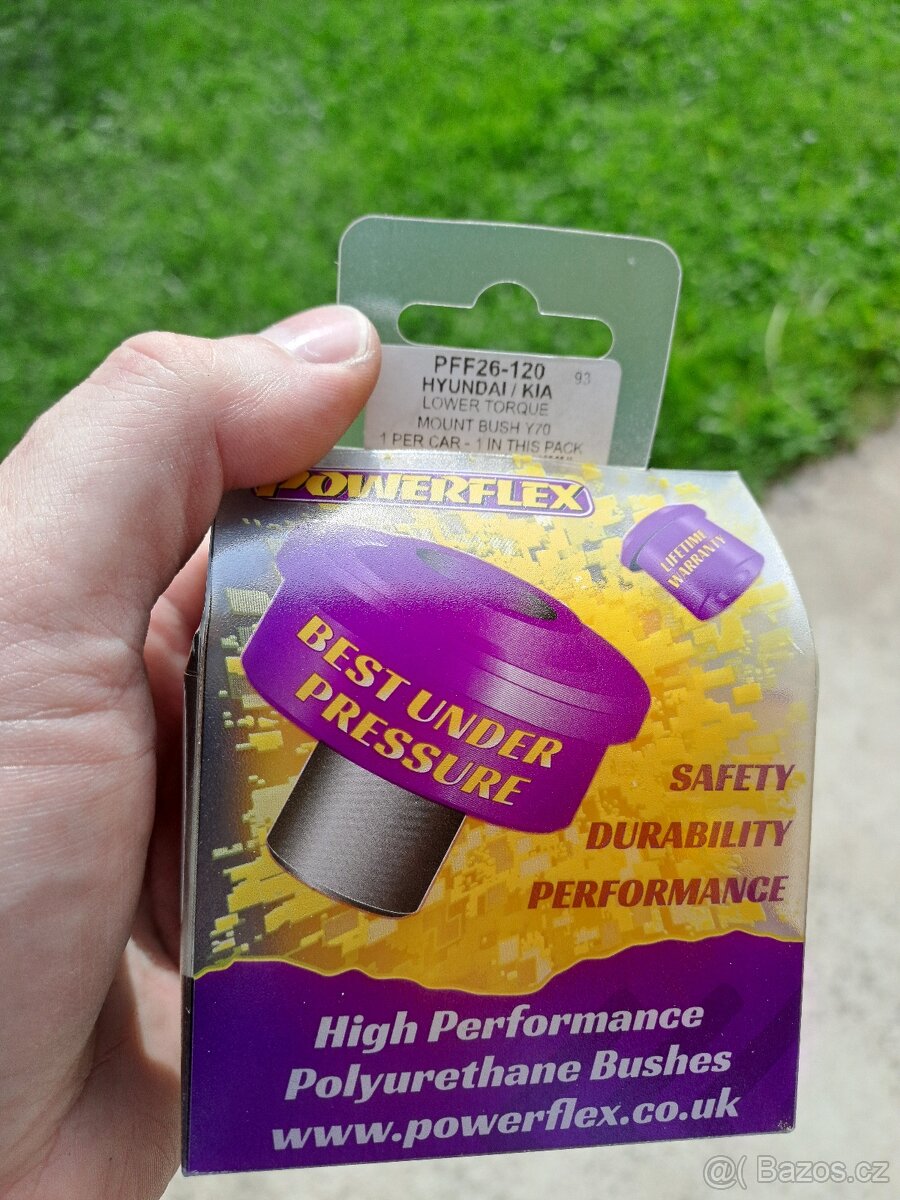 PFF26-120
93
HYUNDAI / KIA
LOWER TORQUE
MOUNT BUSH Y70
1 PER CAR - 1 IN THIS PACK
POWERFLEX
LIFETIME
WARRANTY
BEST UNDER
PRESSURE
SAFETY
DURABILITY
PERFORMANCE
High Performance
Polyurethane Bushes
www.powerflex.co.uk
@( Bazos.cz